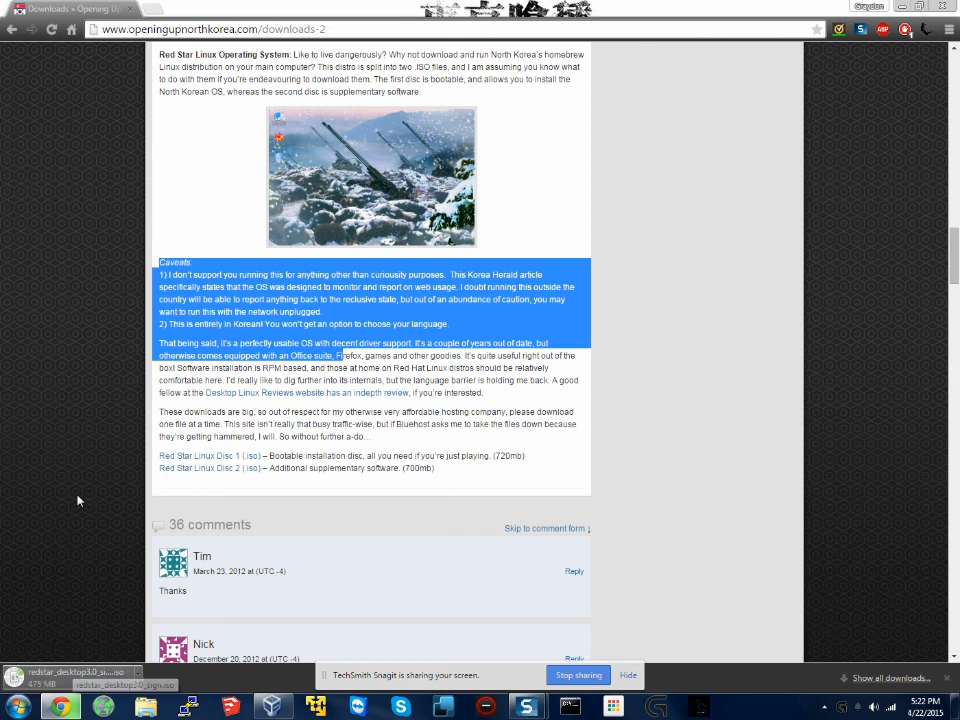 Downloads » Opening Up
Graydon
www.openingupnorthkorea.com/downloads-2
Red Star Linux Operating System: Like to live dangerously? Why not download and run North Korea's homebrew
Linux distribution on your main computer? This distro is split into two .ISO files, and I am assuming you know what
to do with them if you're endeavouring to download them. The first disc is bootable, and allows you to install the
North Korean OS, whereas the second disc is supplementary software.
Caveats:
1) I don't support you running this for anything other than curiousity purposes. This Korea Herald article
specifically states that the OS was designed to monitor and report on web usage. I doubt running this outside the
country will be able to report anything back to the reclusive state, but out of an abundance of caution, you may
want to run this with the network unplugged.
2) This is entirely in Korean! You won't get an option to choose your language.
That being said, it's a perfectly usable OS with decent driver support. It's a couple of years out of date, but
otherwise comes equipped with an Office suite, Firefox, games and other goodies. It's quite useful right out of the
box! Software installation is RPM based, and those at home on Red Hat Linux distros should be relatively
comfortable here. I'd really like to dig further into its internals, but the language barrier is holding me back. A good
fellow at the Desktop Linux Reviews website has an indepth review, if you're interested.
These downloads are big, so out of respect for my otherwise very affordable hosting company, please download
one file at a time. This site isn't really that busy traffic-wise, but if Bluehost asks me to take the files down because
they're getting hammered, I will. So without further a-do…
Red Star Linux Disc 1 (.iso) – Bootable installation disc, all you need if you're just playing. (720mb)
Red Star Linux Disc 2 (.iso) – Additional supplementary software. (700mb)
36 comments
Skip to comment form ↓
Tim
March 23, 2012 at (UTC -4)
Reply
Thanks
Nick
December 20, 2012 at (UTC -4)
Reply
redstar_desktop3.0_si....iso
475 MB
redstar_desktop3.0_sign.iso
TechSmith Snagit is sharing your screen.
Stop sharing
Hide
Show all downloads...
5:22 PM
4/22/2015